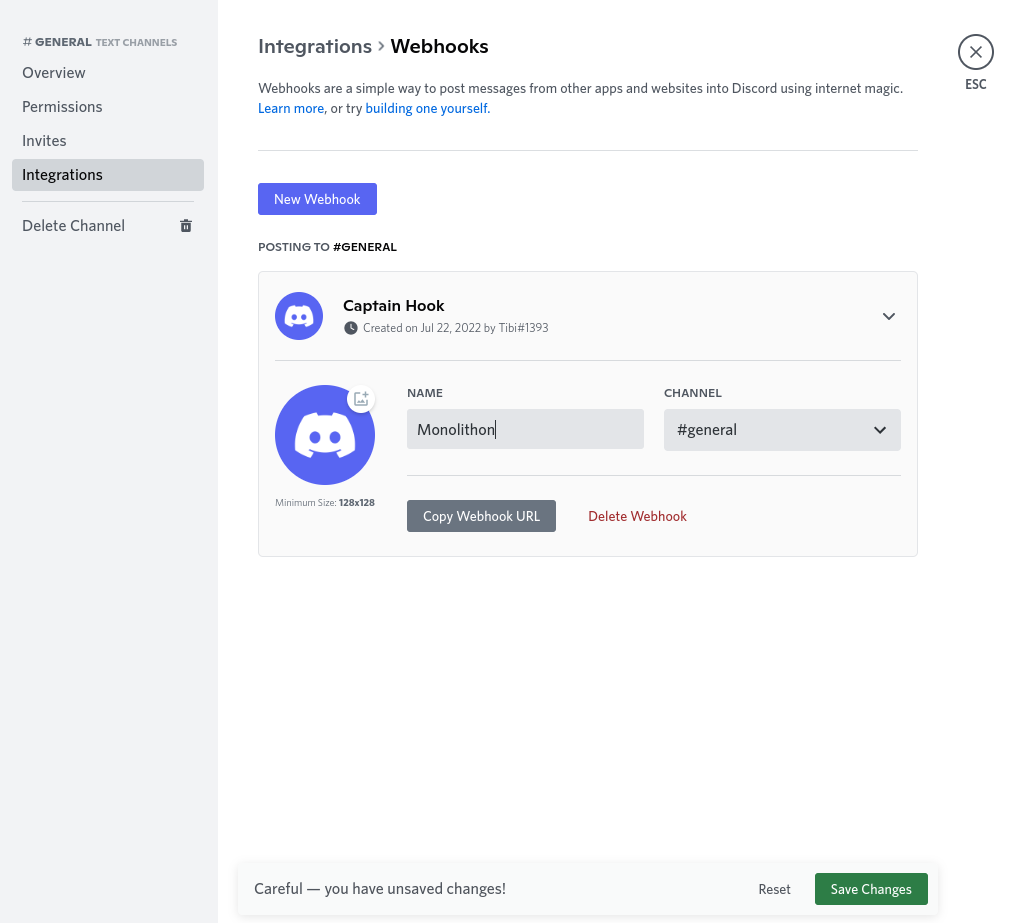 # GENERAL TEXT CHANNELS
Overview
Permissions
Invites
Integrations
Delete Channel
Integrations > Webhooks
ESC
Webhooks are a simple way to post messages from other apps and websites into Discord using internet magic.
Learn more, or try building one yourself.
New Webhook
POSTING TO #GENERAL
Captain Hook
Created on Jul 22, 2022 by Tibi#1393
Minimum Size: 128x128
NAME
Monolithon
CHANNEL
#general
Copy Webhook URL
Delete Webhook
Careful — you have unsaved changes!
Reset
Save Changes